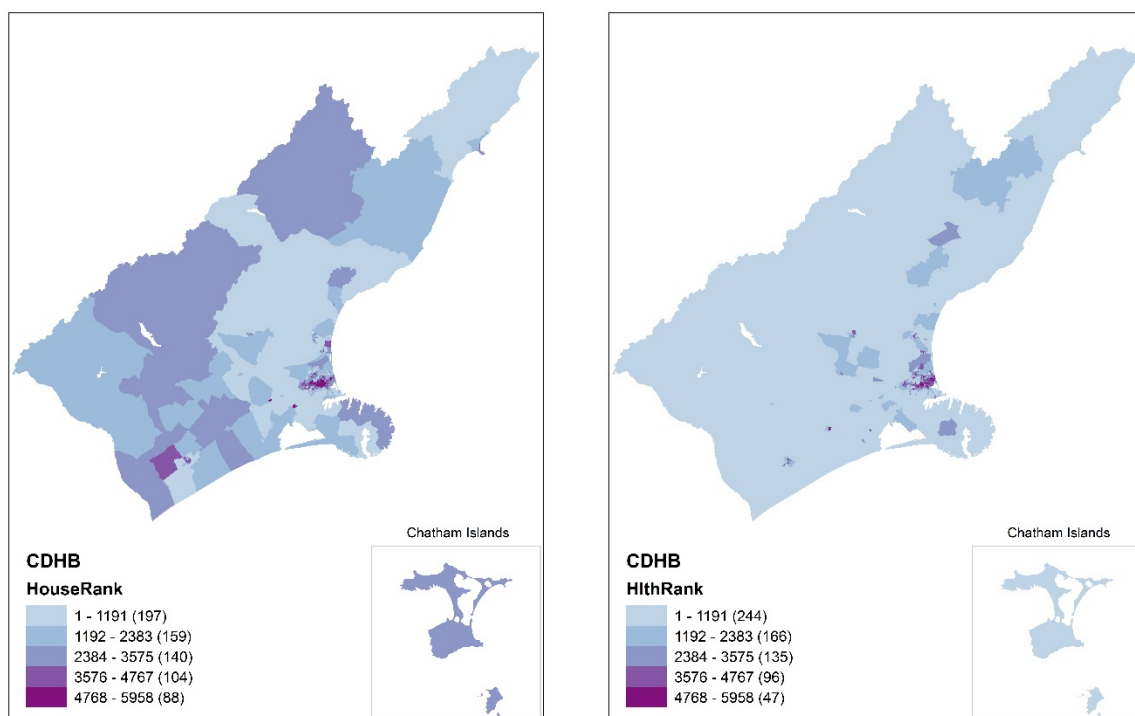 Chatham Islands
CDHB
HouseRank
1 - 1191 (197)
1192 - 2383 (159)
2384 - 3575 (140)
3576 - 4767 (104)
4768 - 5958 (88)
Chatham Islands
CDHB
HlthRank
1 - 1191 (244)
1192 - 2383 (166)
2384 - 3575 (135)
3576 - 4767 (96)
4768 - 5958 (47)